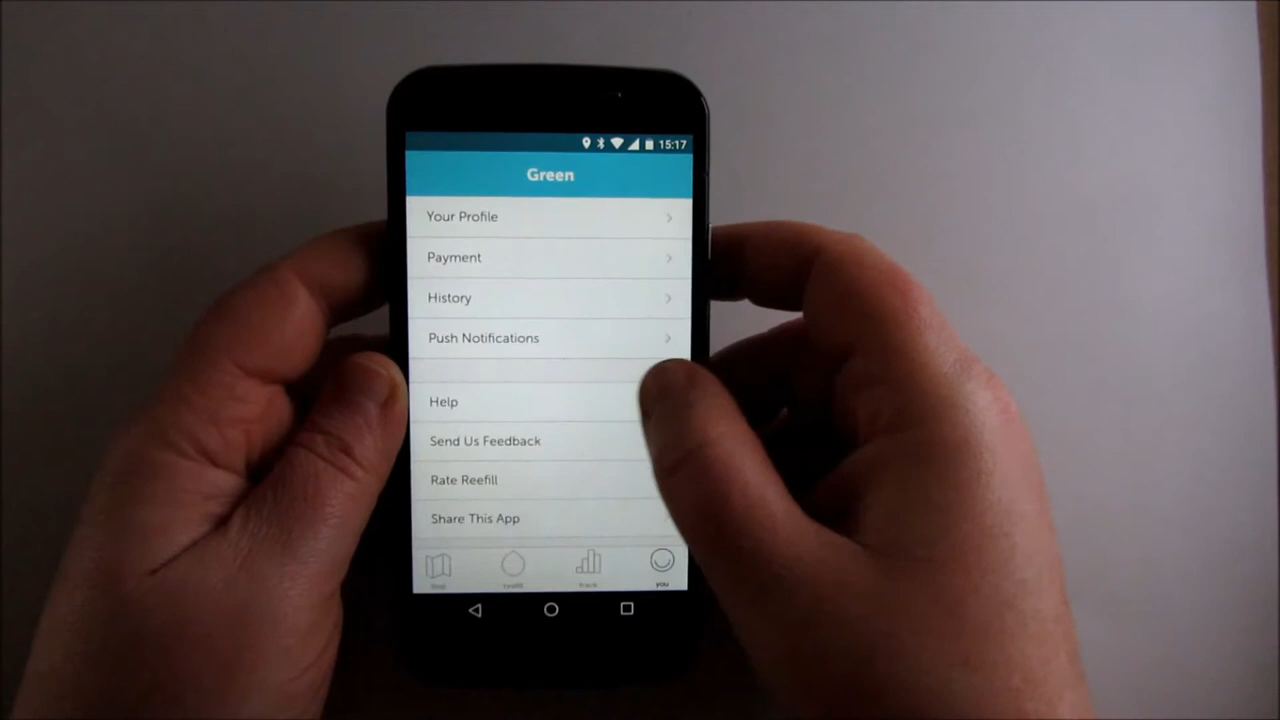 15:17
Green
Your Profile
Payment
History
Push Notifications
Help
Send Us Feedback
Rate Reefill
Share This App
you